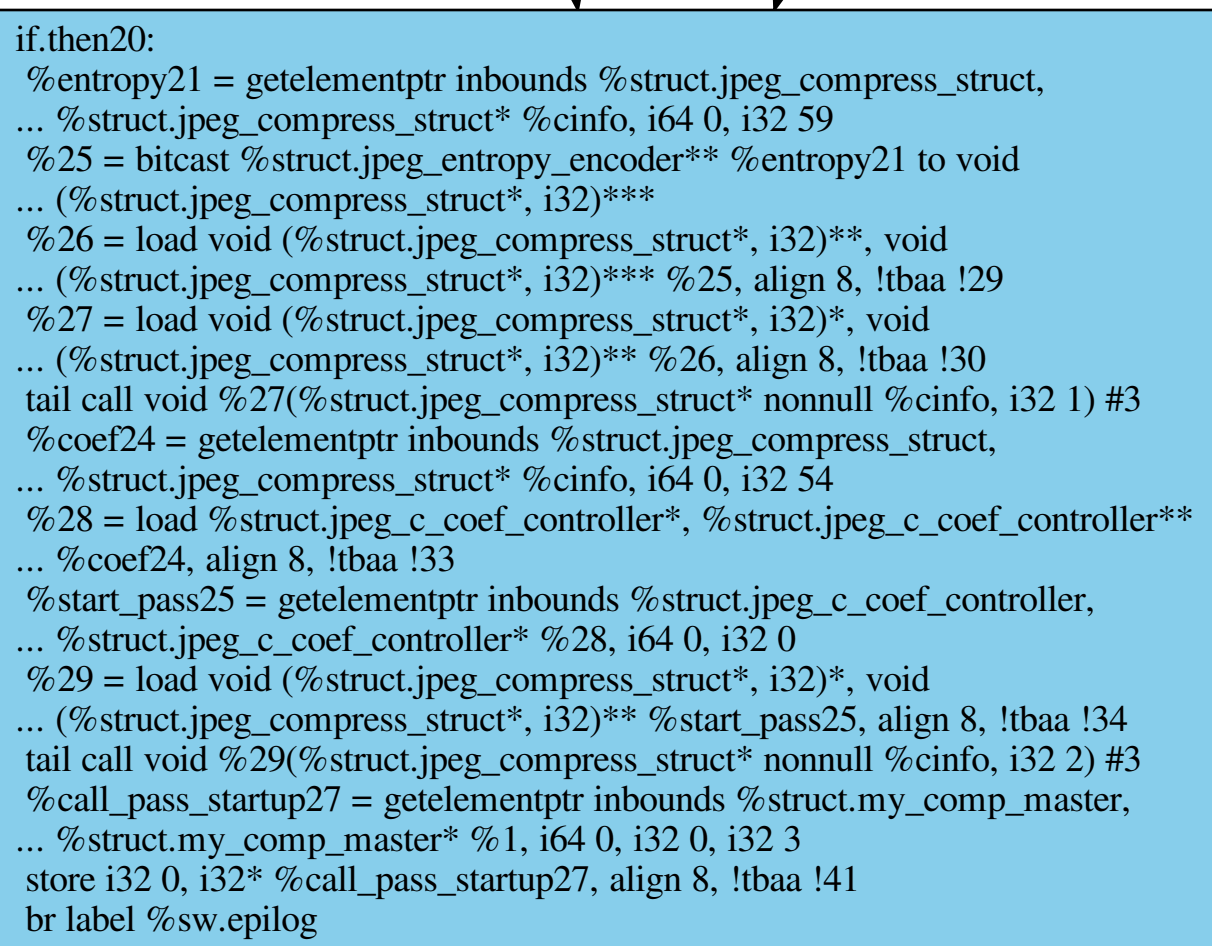 if.then20:
%entropy21 = getelementptr inbounds %struct.jpeg_compress_struct,
... %struct.jpeg_compress_struct* %cinfo, i64 0, i32 59
%25 = bitcast %struct.jpeg_entropy_encoder** %entropy21 to void
... (%struct.jpeg_compress_struct*, i32)***
%26 = load void (%struct.jpeg_compress_struct*, i32)**, void
... (%struct.jpeg_compress_struct*, i32)*** %25, align 8, !tbaa !29
%27 = load void (%struct.jpeg_compress_struct*, i32)*, void
... (%struct.jpeg_compress_struct*, i32)** %26, align 8, !tbaa !30
tail call void %27(%struct.jpeg_compress_struct* nonnull %cinfo, i32 1) #3
%coef24 = getelementptr inbounds %struct.jpeg_compress_struct,
... %struct.jpeg_compress_struct* %cinfo, i64 0, i32 54
%28 = load %struct.jpeg_c_coef_controller*, %struct.jpeg_c_coef_controller**
... %coef24, align 8, !tbaa !33
%start_pass25 = getelementptr inbounds %struct.jpeg_c_coef_controller,
... %struct.jpeg_c_coef_controller* %28, i64 0, i32 0
%29 = load void (%struct.jpeg_compress_struct*, i32)*, void
... (%struct.jpeg_compress_struct*, i32)** %start_pass25, align 8, !tbaa !34
tail call void %29(%struct.jpeg_compress_struct* nonnull %cinfo, i32 2) #3
%call_pass_startup27 = getelementptr inbounds %struct.my_comp_master,
... %struct.my_comp_master* %1, i64 0, i32 0, i32 3
store i32 0, i32* %call_pass_startup27, align 8, !tbaa !41
br label %sw.epilog